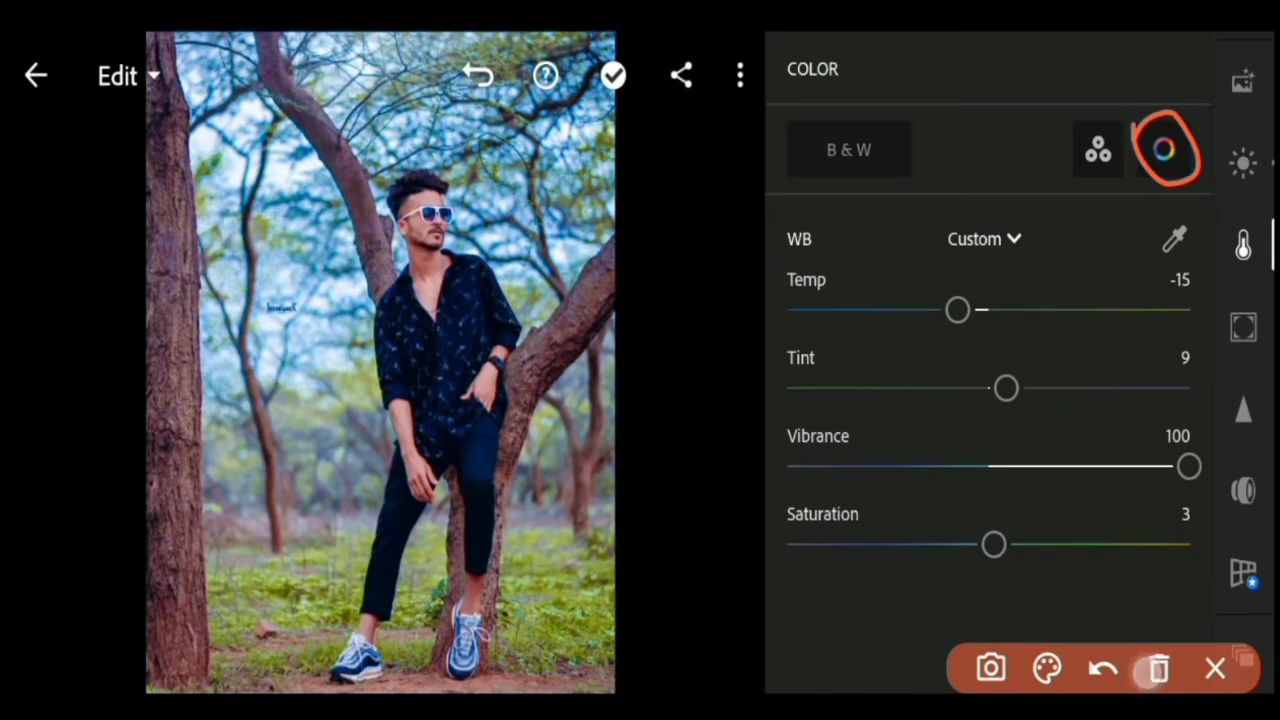 Edit
COLOR
B & W
WB
Custom
Temp
-15
Tint
9
Vibrance
100
Saturation
3